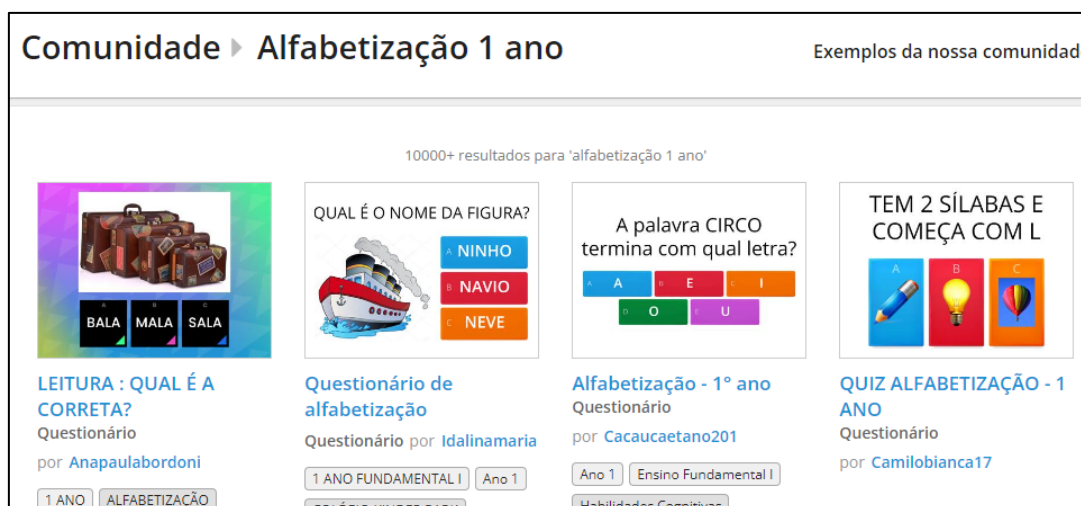 Comunidade Alfabetização 1 ano
Exemplos da nossa comunidad
10000+ resultados para 'alfabetização 1 ano'
A B C
BALA MALA SALA
LEITURA : QUAL É A
CORRETA?
Questionário
por Anapaulabordoni
1 ANO ALFABETIZAÇÃO
QUAL É O NOME DA FIGURA?
A NINHO
B NAVIO
C NEVE
Questionário de
alfabetização
Questionário por Idalinamaria
1 ANO FUNDAMENTAL I Ano 1
A palavra CIRCO
termina com qual letra?
A A B E C I
D O E U
Alfabetização - 1° ano
Questionário
por Cacaucaetano201
Ano 1 Ensino Fundamental I
Habilidades Cognitivas
TEM 2 SÍLABAS E
COMEÇA COM L
A B C
QUIZ ALFABETIZAÇÃO - 1
ANO
Questionário
por Camilobianca17